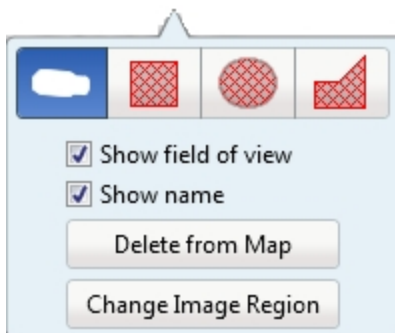 Show field of view
Show name
Delete from Map
Change Image Region